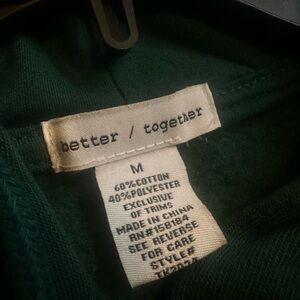 better / together
M
60%COTTON
40%POLYESTER
EXCLUSIVE
OF TRIMS
MADE IN CHINA
RN#158184
SEE REVERSE
FOR CARE
STYLE#